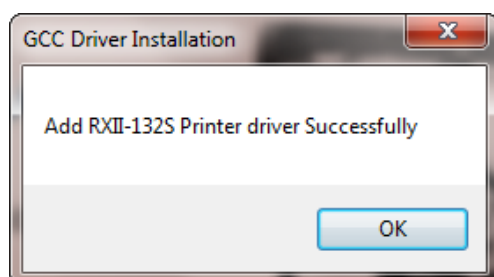 GCC Driver Installation
Add RXII-132S Printer driver Successfully
OK